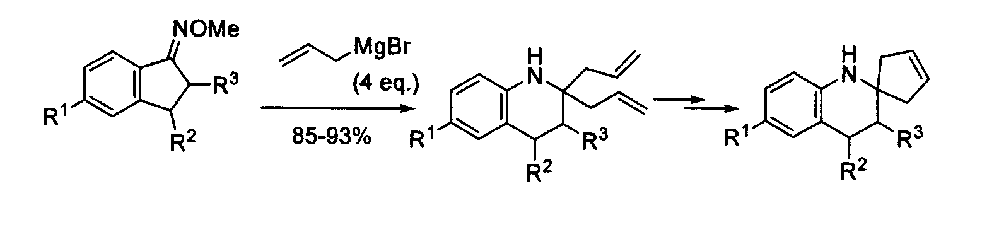 NOMe
R³
R¹
R²
MgBr
(4 eq.)
85-93%
H
N
R¹
R³
R²
H
N
R¹
R³
R²